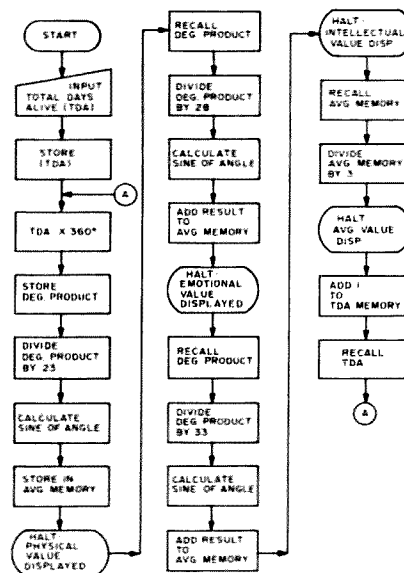 START
INPUT
TOTAL DAYS
ALIVE (TDA)
STORE
(TDA)
A
TDA X 360°
STORE
DEG. PRODUCT
DIVIDE
DEG. PRODUCT
BY 23
CALCULATE
SINE OF ANGLE
STORE IN
AVG MEMORY
HALT:
PHYSICAL
VALUE
DISPLAYED
RECALL
DEG PRODUCT
DIVIDE
DEG. PRODUCT
BY 28
CALCULATE
SINE OF ANGLE
ADD RESULT
TO
AVG MEMORY
HALT:
EMOTIONAL
VALUE
DISPLAYED
RECALL
DEG PRODUCT
DIVIDE
DEG PRODUCT
BY 33
CALCULATE
SINE OF ANGLE
ADD RESULT
TO
AVG MEMORY
HALT:
INTELLECTUAL
VALUE DISP
RECALL
AVG MEMORY
DIVIDE
AVG MEMORY
BY 3
HALT
AVG VALUE
DISP
ADD 1
TO
TDA MEMORY
RECALL
TDA
A